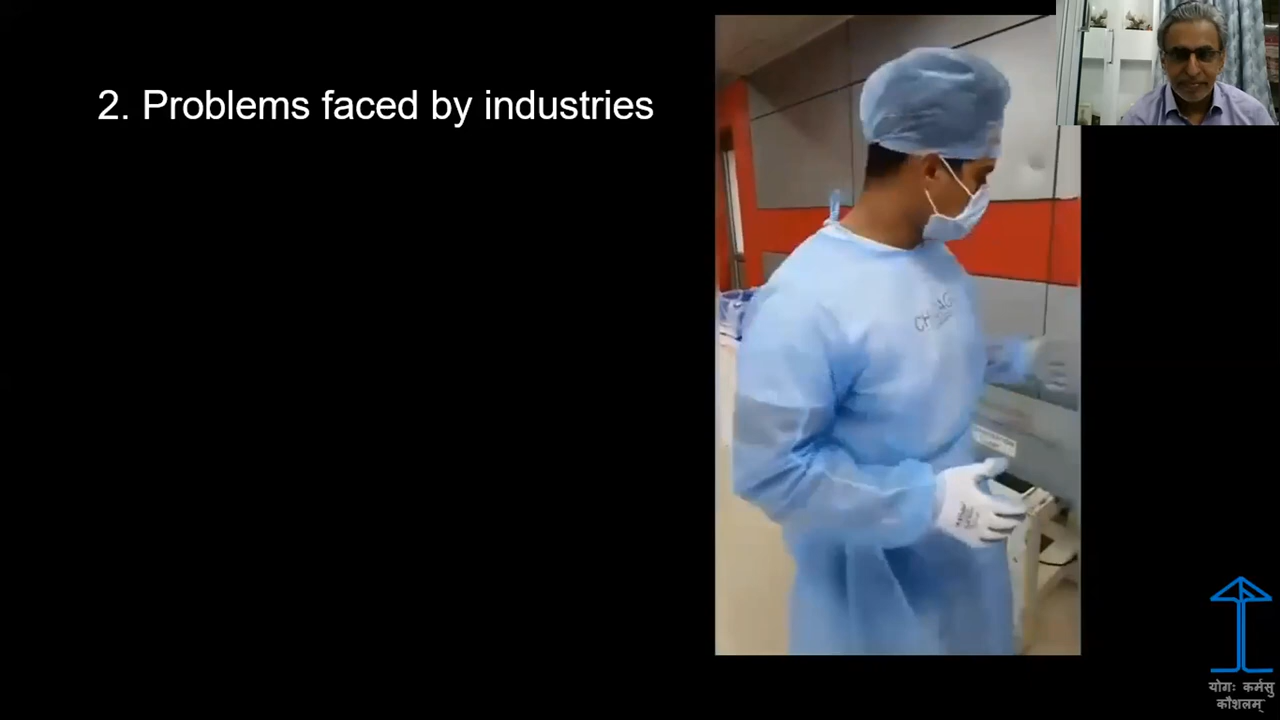 2. Problems faced by industries
योगः कर्मसु
कौशलम्